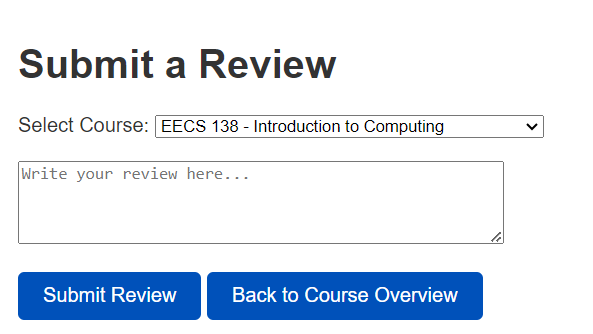 Submit a Review
Select Course: EECS 138 - Introduction to Computing
Write your review here...
Submit Review Back to Course Overview